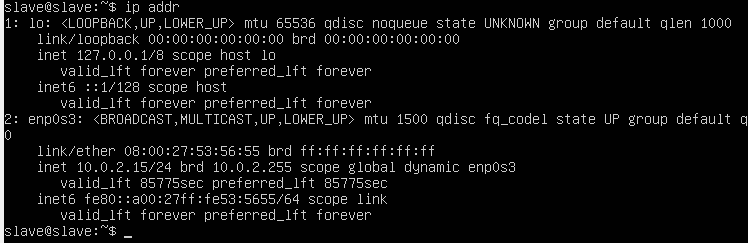 slave@slave:~$ ip addr
1: lo: <LOOPBACK,UP,LOWER_UP> mtu 65536 qdisc noqueue state UNKNOWN group default qlen 1000
    link/loopback 00:00:00:00:00:00 brd 00:00:00:00:00:00
    inet 127.0.0.1/8 scope host lo
       valid_lft forever preferred_lft forever
    inet6 ::1/128 scope host
       valid_lft forever preferred_lft forever
2: enp0s3: <BROADCAST,MULTICAST,UP,LOWER_UP> mtu 1500 qdisc fq_codel state UP group default q
0
    link/ether 08:00:27:53:56:55 brd ff:ff:ff:ff:ff:ff
    inet 10.0.2.15/24 brd 10.0.2.255 scope global dynamic enp0s3
       valid_lft 85775sec preferred_lft 85775sec
    inet6 fe80::a00:27ff:fe53:5655/64 scope link
       valid_lft forever preferred_lft forever
slave@slave:~$ _